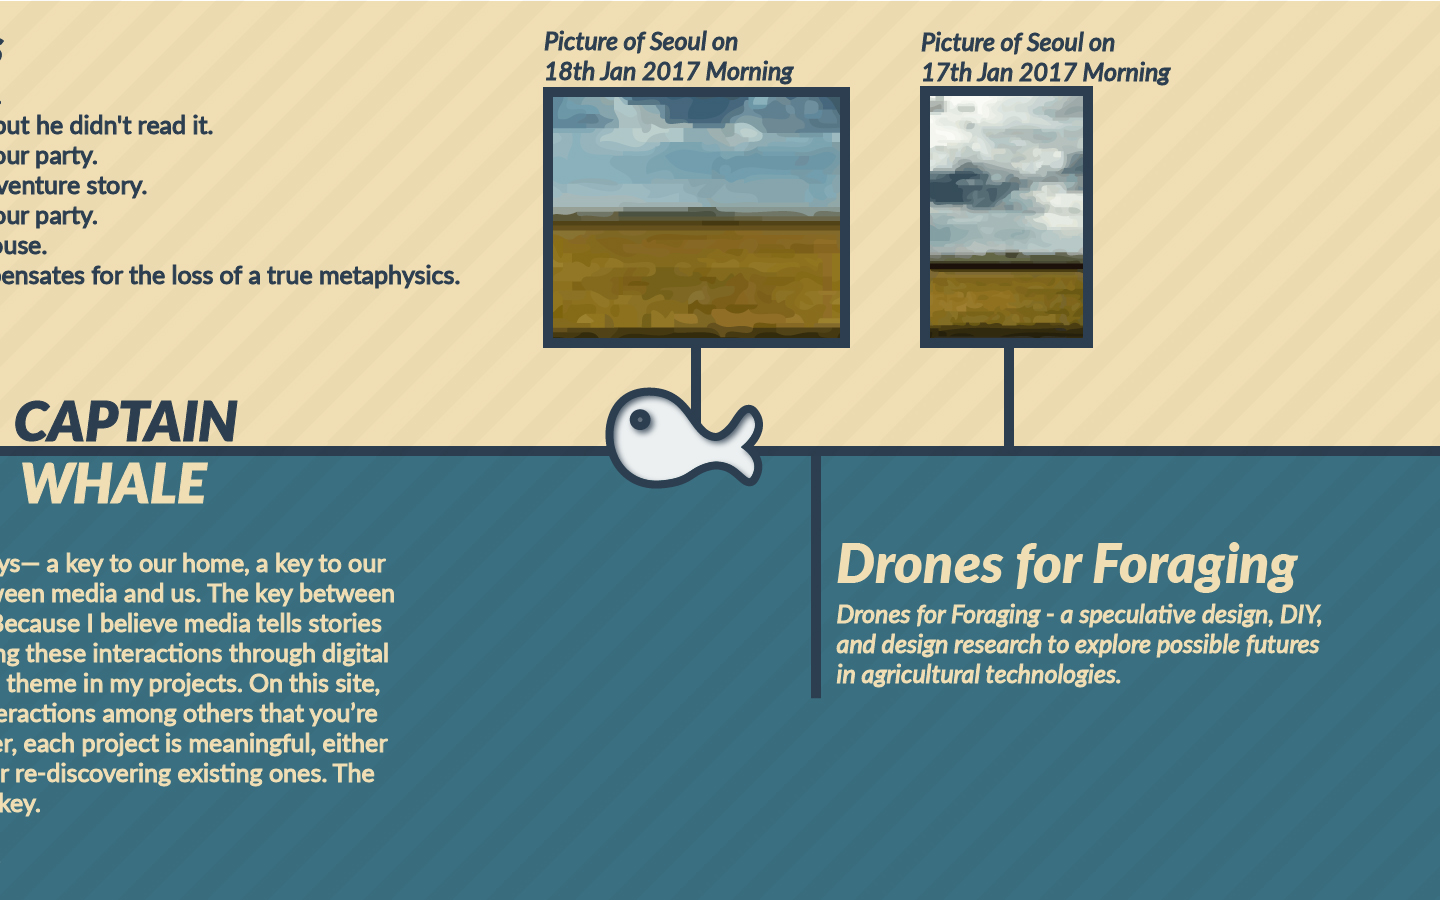 but he didn't read it.
our party.
venture story.
our party.
ouse.
pensates for the loss of a true metaphysics.
Picture of Seoul on
18th Jan 2017 Morning
Picture of Seoul on
17th Jan 2017 Morning
CAPTAIN
WHALE
ys— a key to our home, a key to our
veen media and us. The key between
Because I believe media tells stories
ng these interactions through digital
theme in my projects. On this site,
eractions among others that you’re
er, each project is meaningful, either
r re-discovering existing ones. The
key.
Drones for Foraging
Drones for Foraging - a speculative design, DIY,
and design research to explore possible futures
in agricultural technologies.